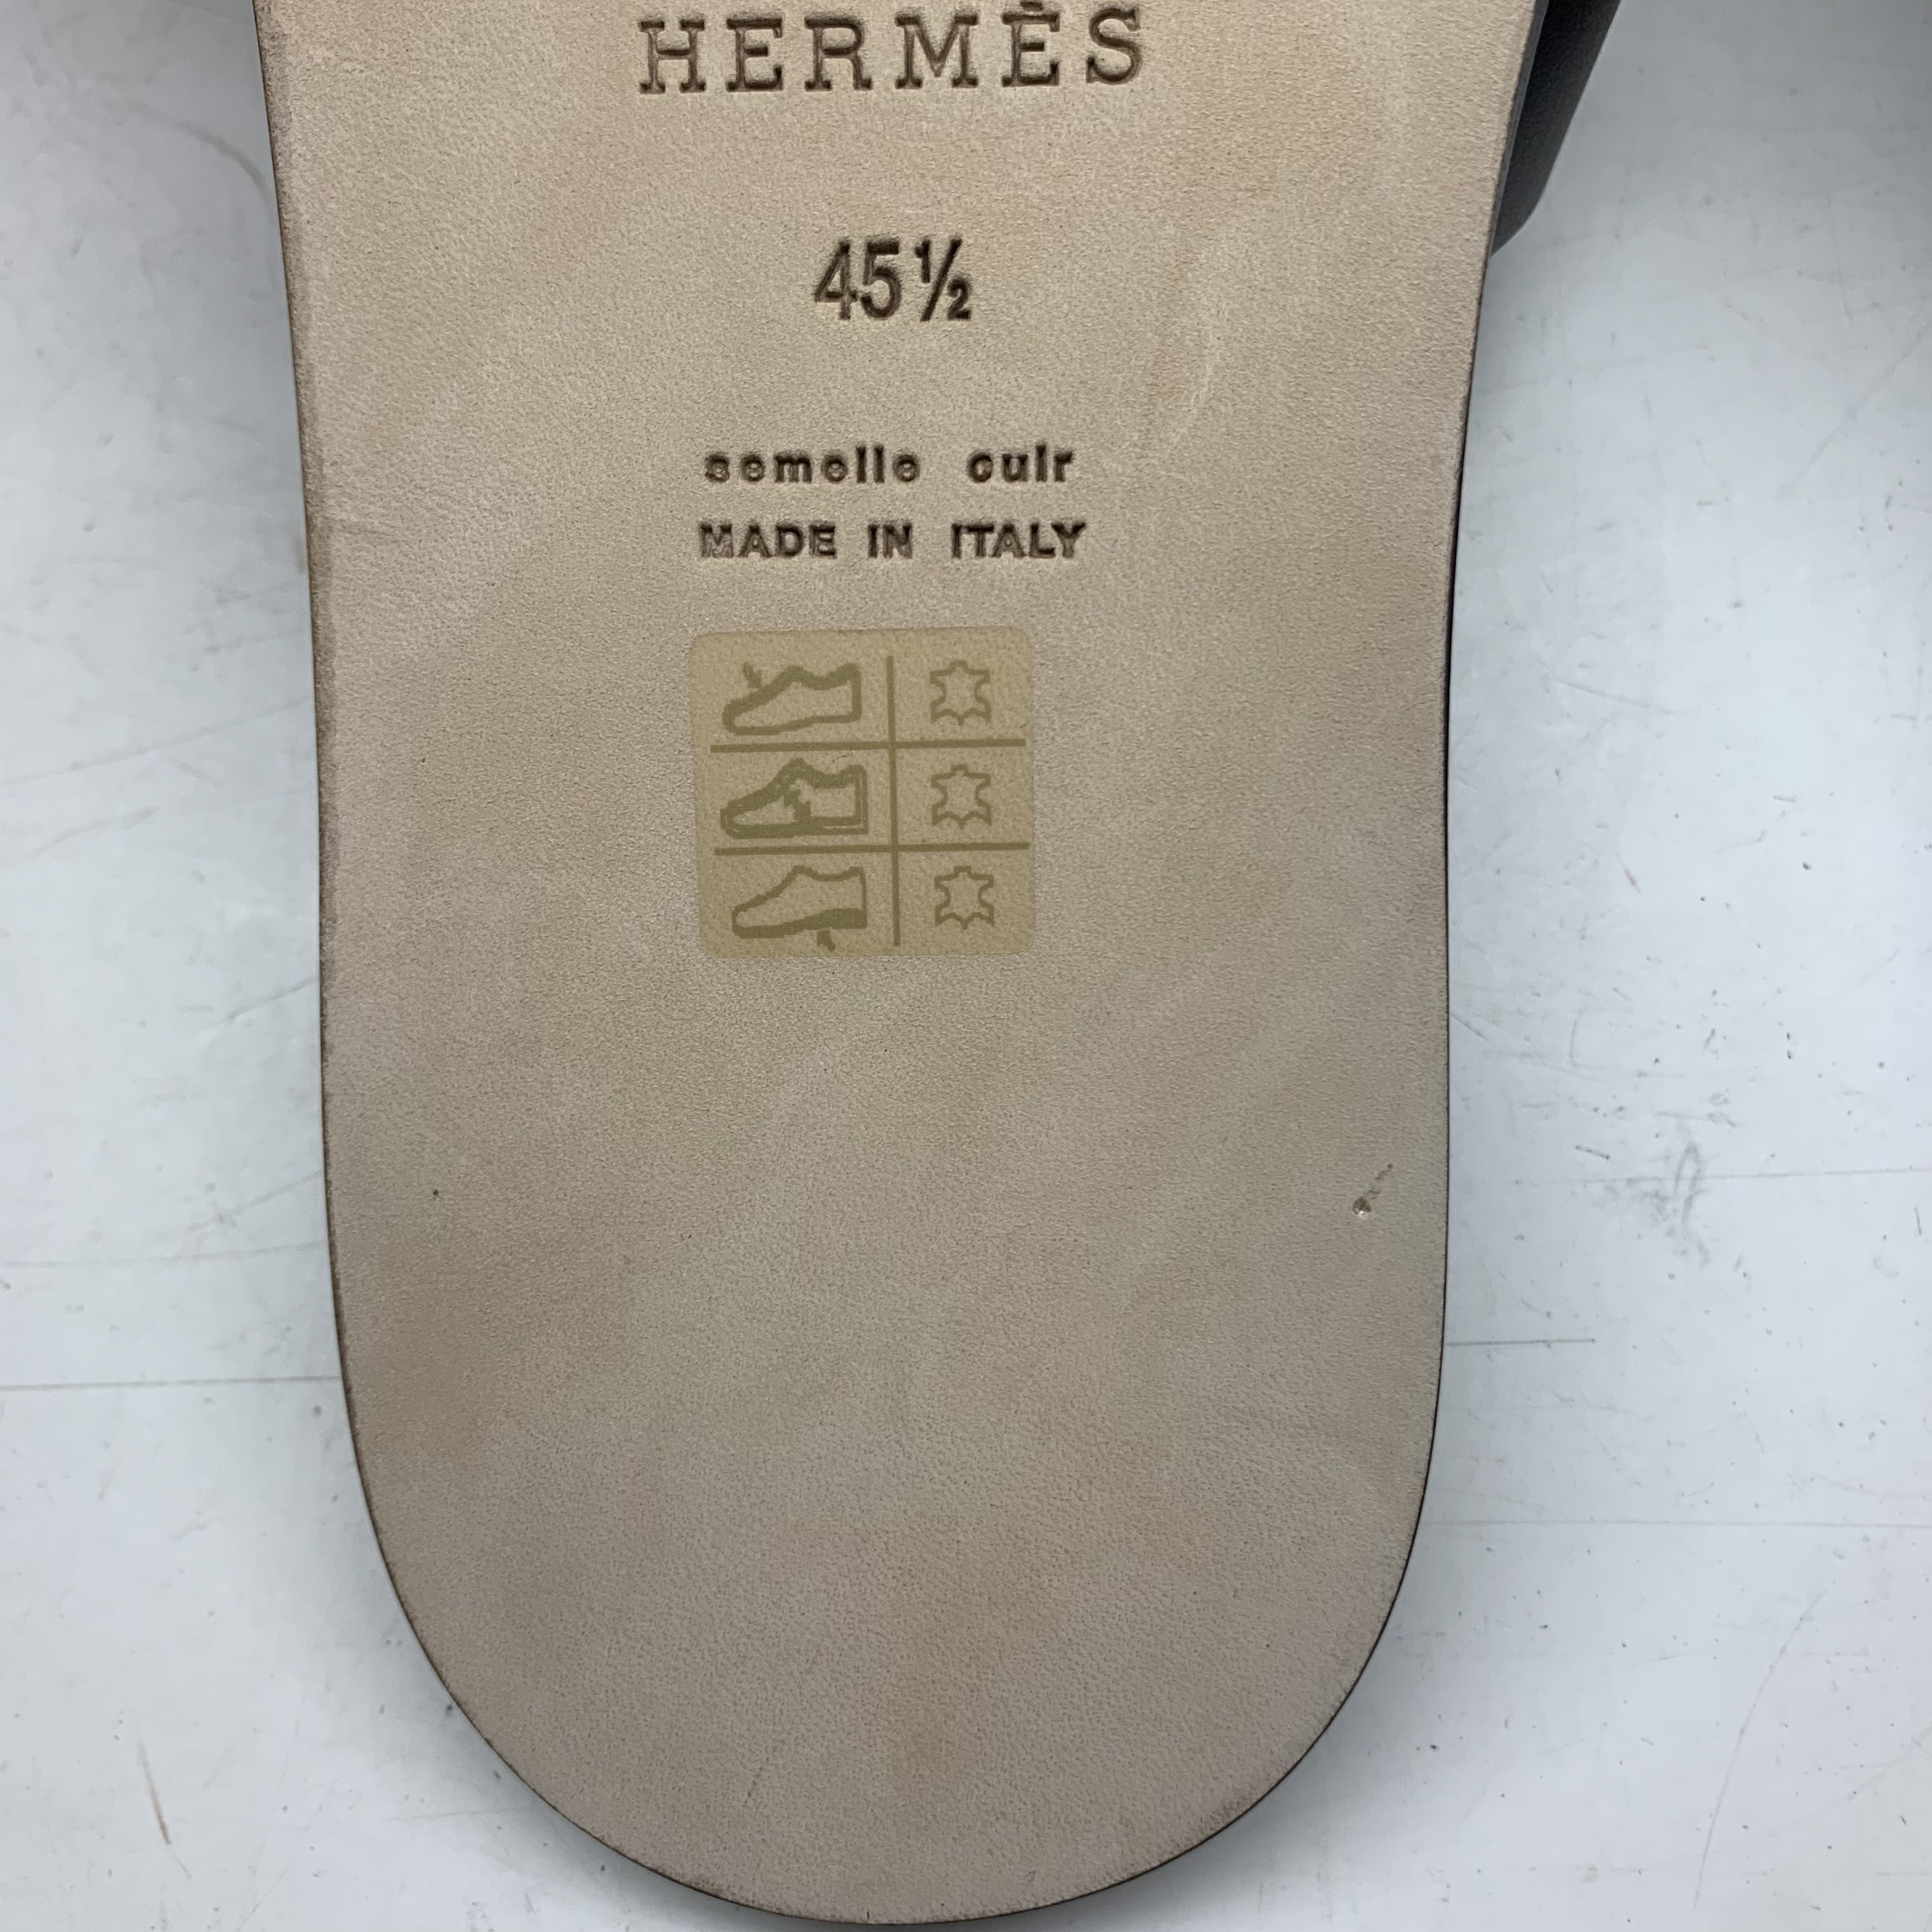 HERMÈS
45½
semelle cuir
MADE IN ITALY